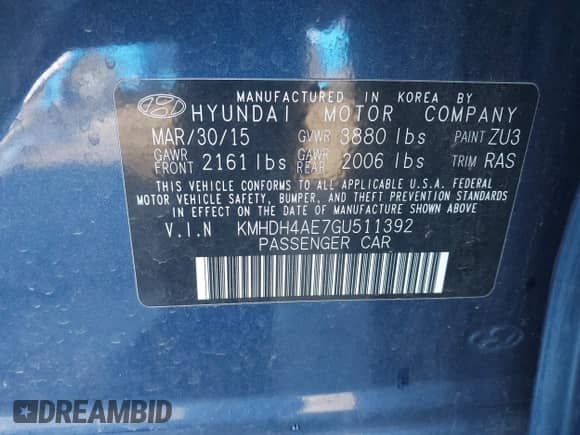 MANUFACTURED IN KOREA BY
HYUNDAI MOTOR COMPANY
MAR/30/15 GVWR 3880 lbs PAINT ZU3
GAWR FRONT 2161 lbs GAWR REAR 2006 lbs TRIM RAS
THIS VEHICLE CONFORMS TO ALL APPLICABLE U.S.A. FEDERAL
MOTOR VEHICLE SAFETY, BUMPER, AND THEFT PREVENTION STANDARDS
IN EFFECT ON THE DATE OF MANUFACTURE SHOWN ABOVE.
V.I.N KMHDH4AE7GU511392
PASSENGER CAR
DREAMBID